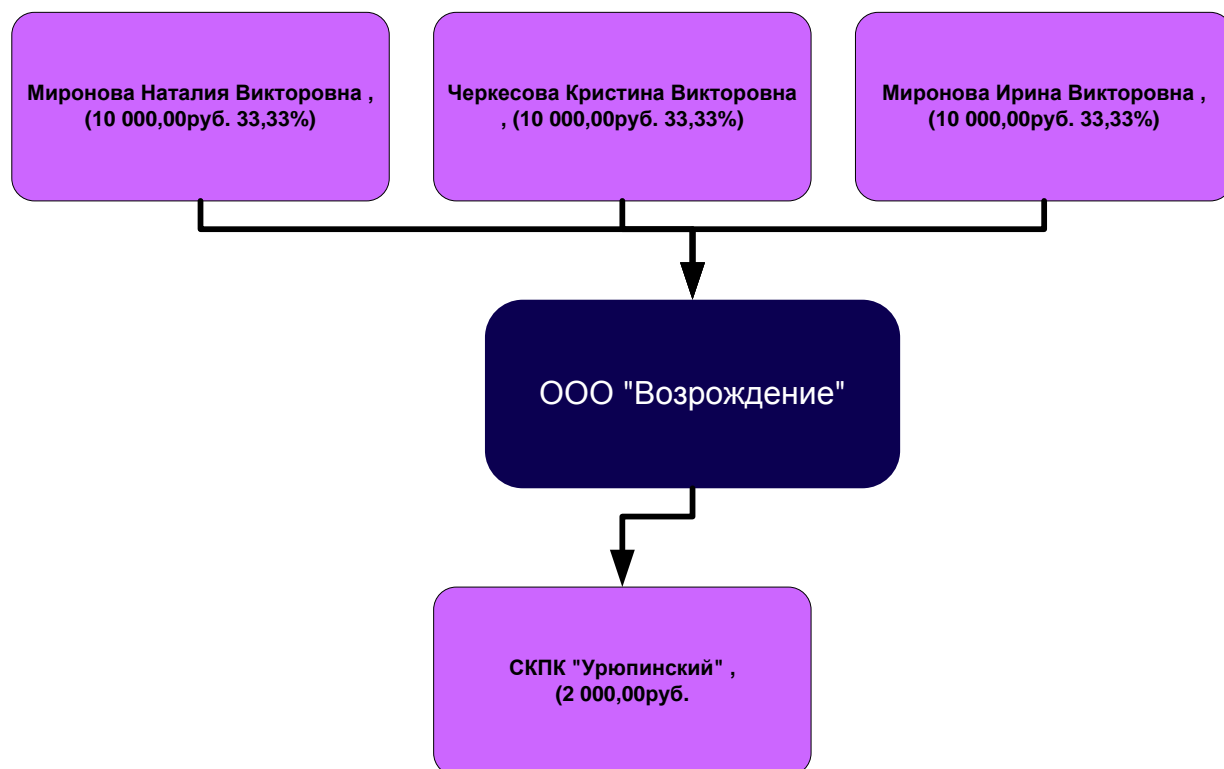 Миронова Наталия Викторовна ,
(10 000,00руб. 33,33%)
Черкесова Кристина Викторовна
, (10 000,00руб. 33,33%)
Миронова Ирина Викторовна ,
(10 000,00руб. 33,33%)
ООО "Возрождение"
СКПК "Урюпинский" ,
(2 000,00руб.